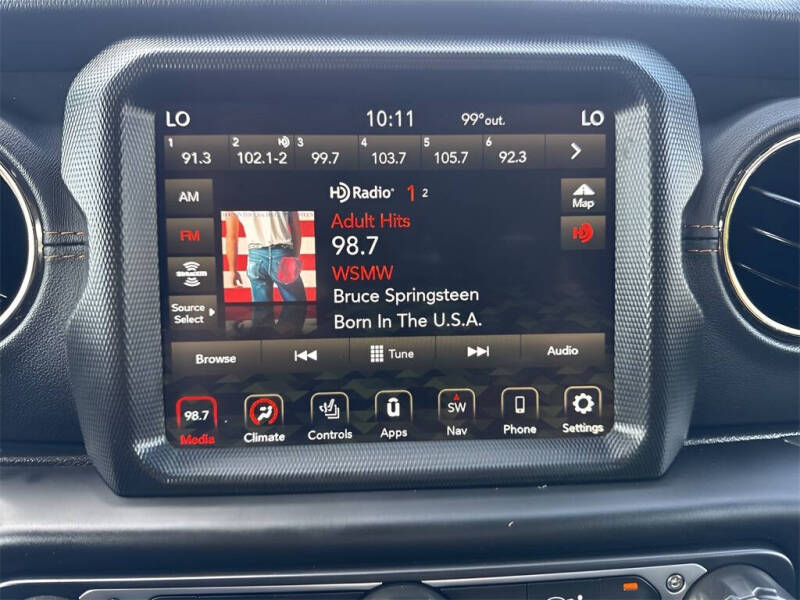 LO 10:11 99°out. LO
1 91.3 2 102.1-2 3 99.7 4 103.7 5 105.7 6 92.3
AM
HD Radio 1 2
Map
Adult Hits
FM
98.7
HD
WSMW
SiriusXM
Bruce Springsteen
Source
Select
Born In The U.S.A.
Browse Tune Audio
98.7 SW
Media Climate Controls Apps Nav Phone Settings